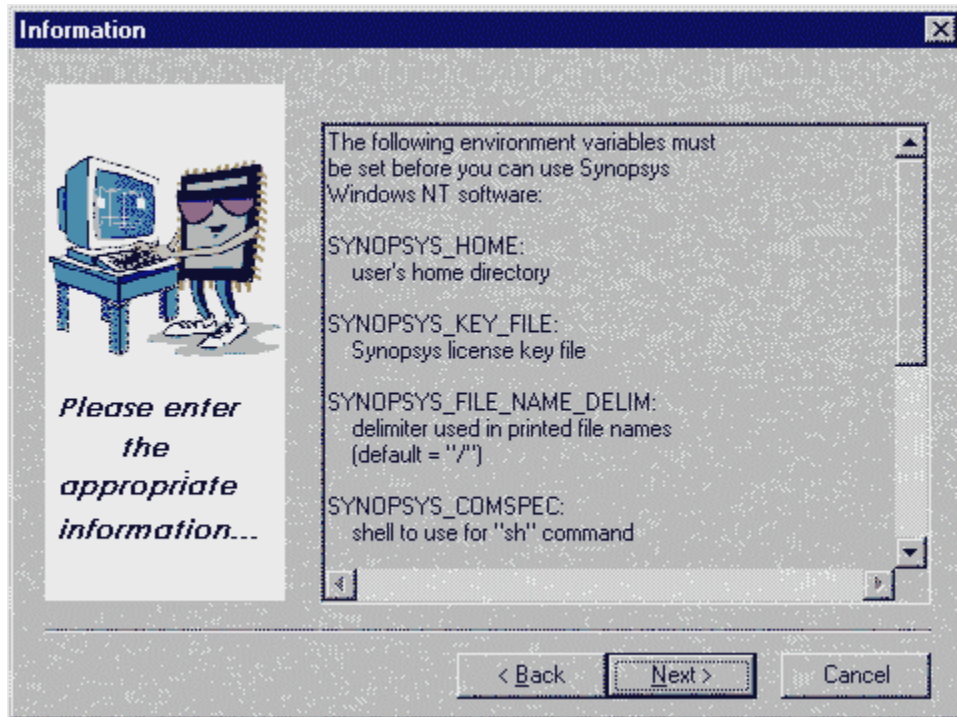 Information
Please enter
the
appropriate
information...
The following environment variables must
be set before you can use Synopsys
Windows NT software:
SYNOPSYS_HOME:
user's home directory
SYNOPSYS_KEY_FILE:
Synopsys license key file
SYNOPSYS_FILE_NAME_DELIM:
delimiter used in printed file names
(default = "/")
SYNOPSYS_COMSPEC:
shell to use for "sh" command
< Back
Next >
Cancel